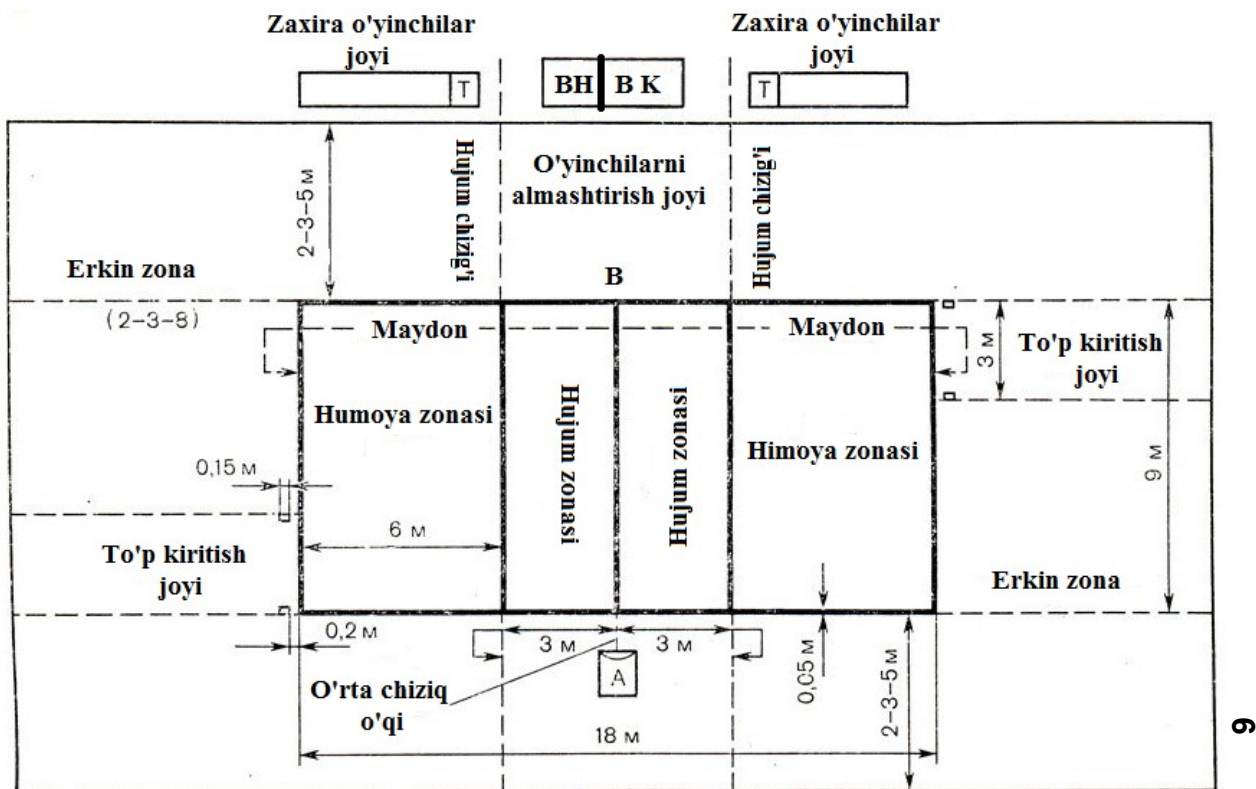 Zaxira o'yinchilar
joyi
Zaxira o'yinchilar
joyi
T
BH
B K
T
Hujum chizig'i
O'yinchilarni
almashtirish joyi
Hujum chizig'i
2–3–5 м
Erkin zona
(2–3–8)
B
Maydon
Maydon
3 м
To'p kiritish
joyi
Humoya zonasi
Hujum zonasi
Hujum zonasi
Himoya zonasi
9 м
0,15 м
6 м
To'p kiritish
joyi
Erkin zona
0,2 м
3 м
3 м
A
0,05 м
2–3–5 м
O'rta chiziq
o'qi
18 м
9